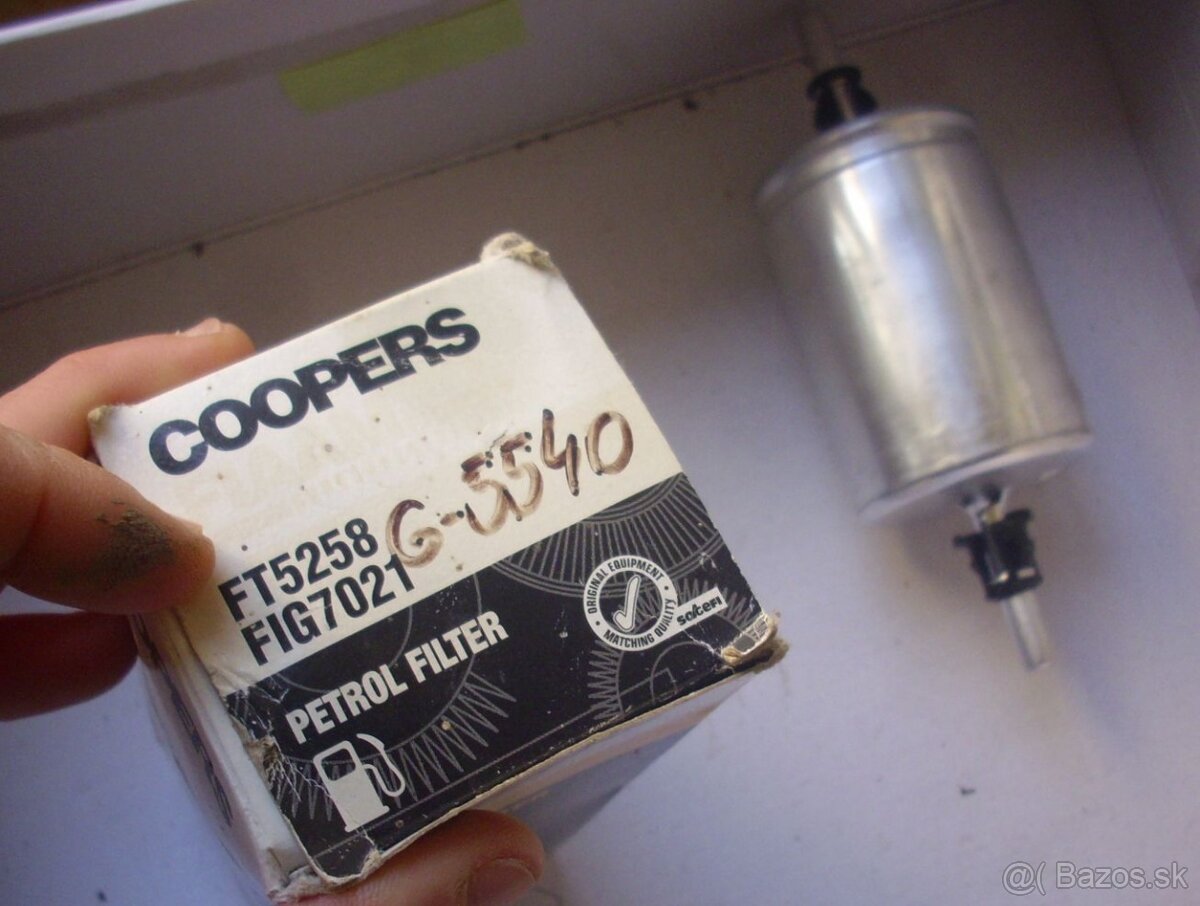 COOPERS
G-5540
FT5258
FIG7021
PETROL FILTER
ORIGINAL EQUIPMENT
MATCHING QUALITY
@( Bazos.sk